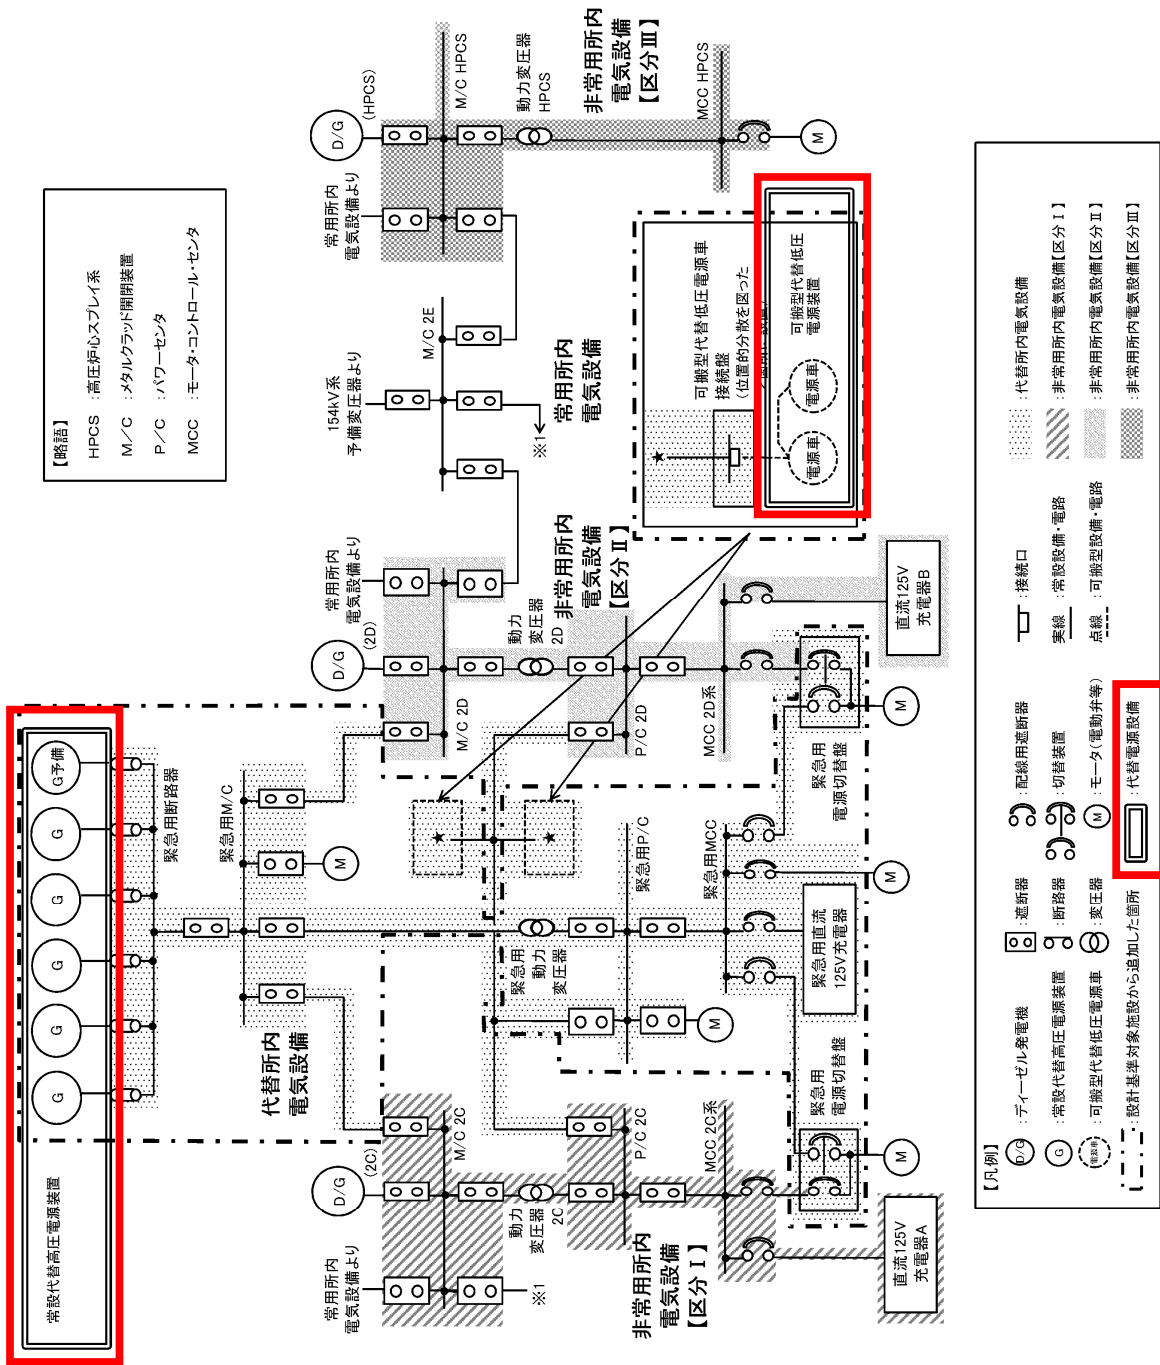 【略語】
HPCS :高圧炉心スプレイ系
M/C :メタルクラッド開閉装置
P/C :パワーセンタ
MCC :モータ・コントロール・センタ
常設代替高圧電源装置
G
G
G
G
G
G予備
緊急用断路器
緊急用M/C
M
代替所内
電気設備
常用所内
電気設備より
D/G
(2C)
M/C 2C
※1
動力
変圧器
2C
P/C 2C
MCC 2C系
非常用所内
電気設備
【区分Ⅰ】
直流125V
充電器A
緊急用
電源切替盤
M
緊急用
動力
変圧器
緊急用P/C
M
緊急用MCC
緊急用直流
125V充電器
M
★
★
常用所内
電気設備より
D/G
(2D)
M/C 2D
動力
変圧器
2D
P/C 2D
MCC 2D系
非常用所内
電気設備
【区分Ⅱ】
直流125V
充電器B
緊急用
電源切替盤
M
154kV系
予備変圧器より
M/C 2E
※1
常用所内
電気設備
常用所内
電気設備より
D/G
(HPCS)
M/C HPCS
動力変圧器
HPCS
非常用所内
電気設備
【区分Ⅲ】
MCC HPCS
M
可搬型代替低圧電源車
接続盤
(位置的分散を図った
★
可搬型代替低圧
電源装置
電源車
電源車
【凡例】
D/G :ディーゼル発電機
G :常設代替高圧電源装置
電源車 :可搬型代替低圧電源車
:設計基準対象施設から追加した箇所
:遮断器
:断路器
:変圧器
:配線用遮断器
:切替装置
M :モータ(電動弁等)
:代替電源設備
:接続口
実線 :常設設備・電路
点線 :可搬型設備・電路
:代替所内電気設備
:非常用所内電気設備【区分Ⅰ】
:非常用所内電気設備【区分Ⅱ】
:非常用所内電気設備【区分Ⅲ】